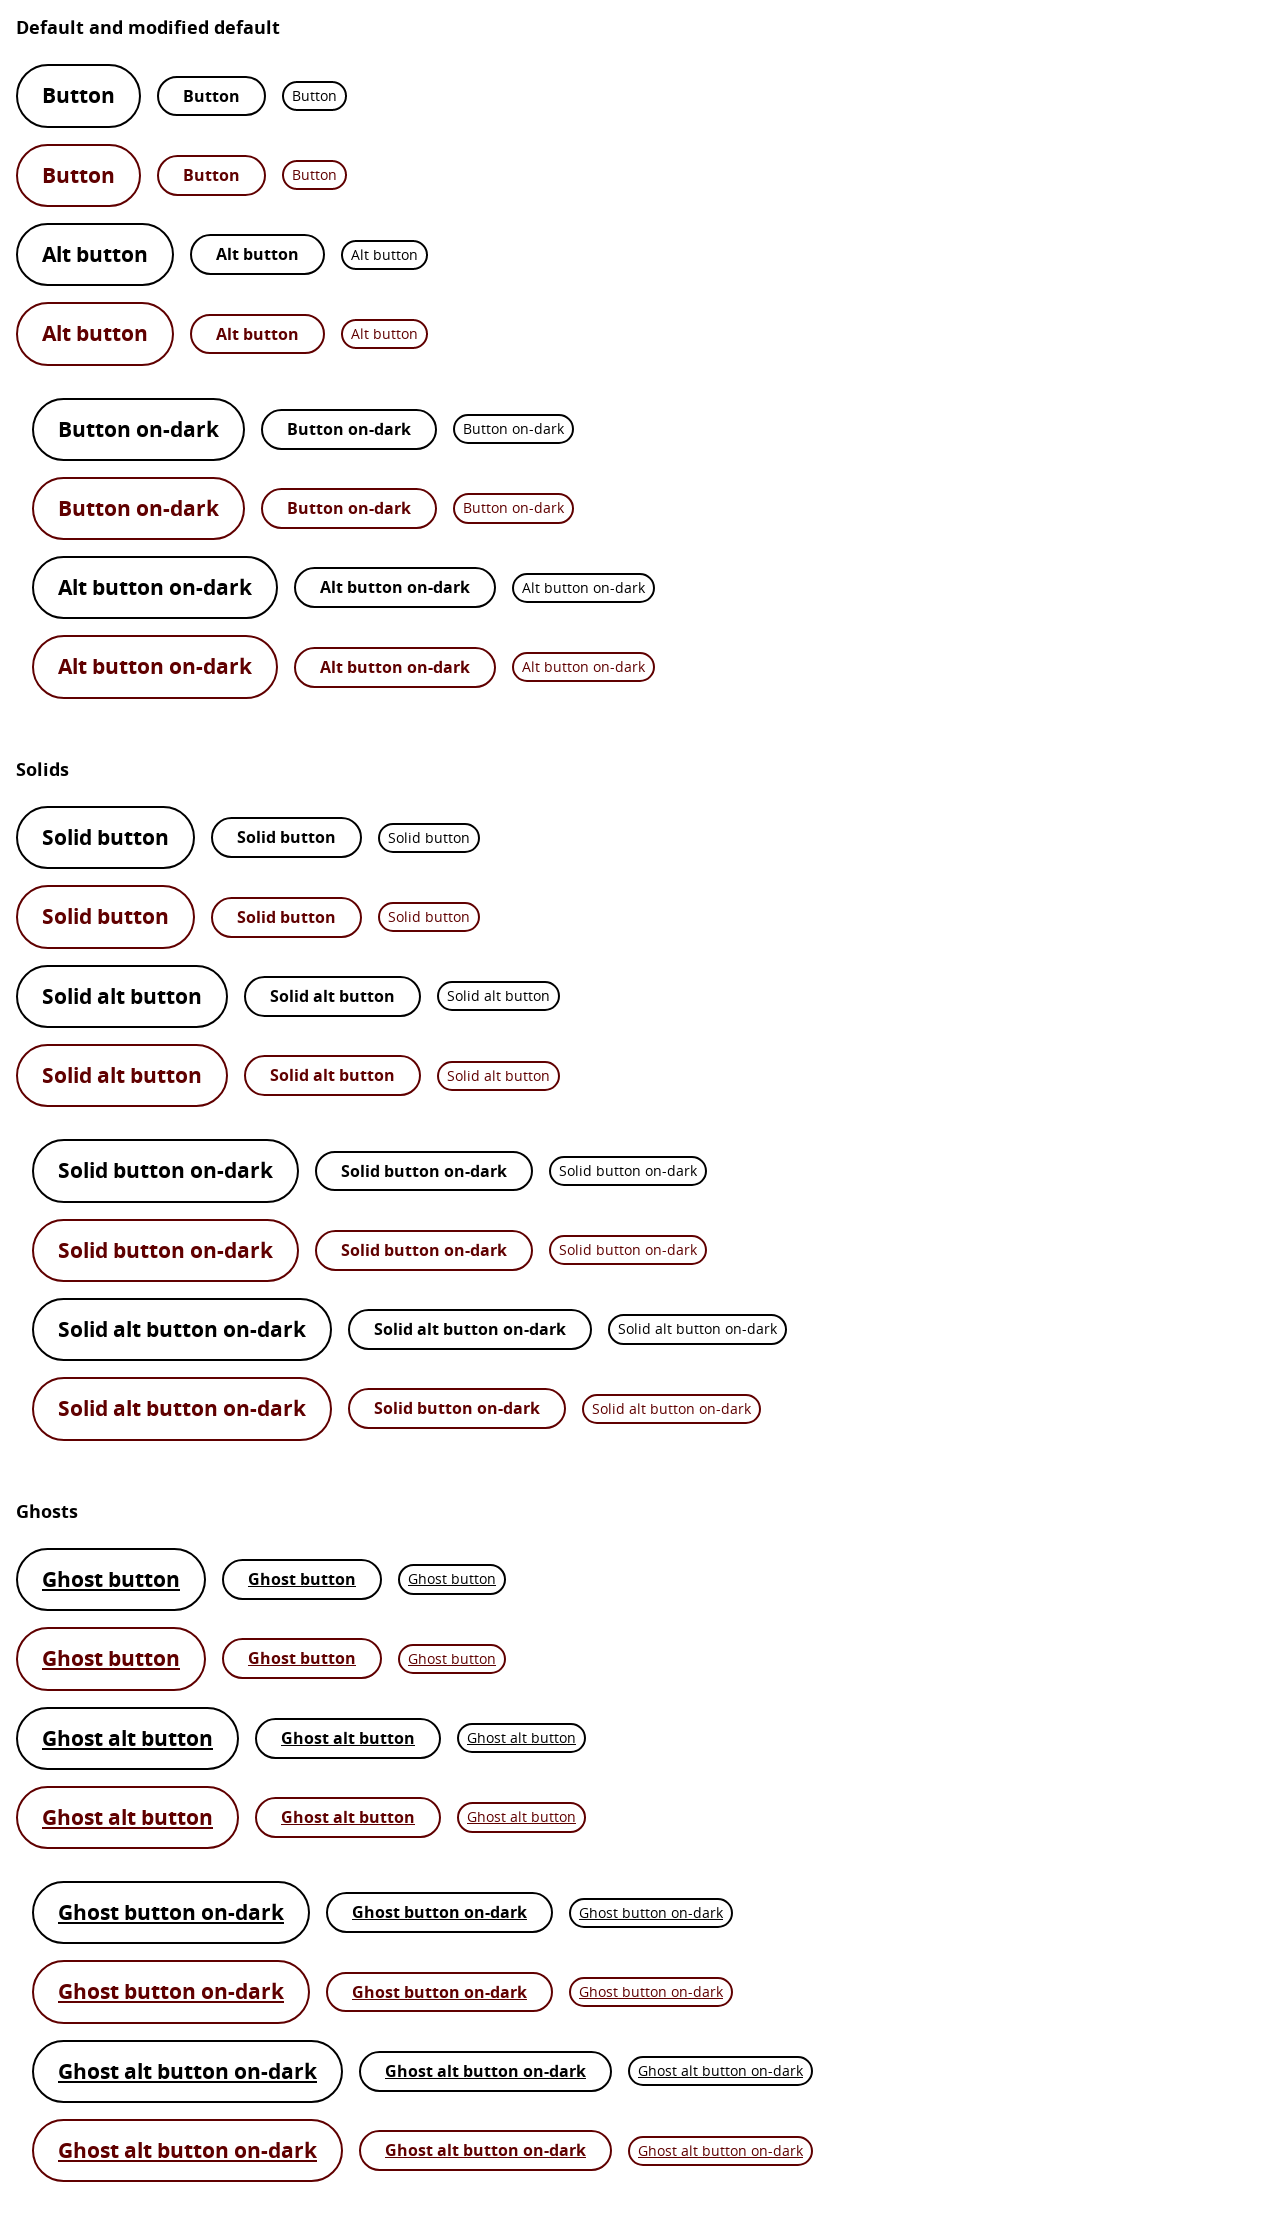 Default and modified default
Button Button Button
Button Button Button
Alt button Alt button Alt button
Alt button Alt button Alt button
Button on-dark Button on-dark Button on-dark
Button on-dark Button on-dark Button on-dark
Alt button on-dark Alt button on-dark Alt button on-dark
Alt button on-dark Alt button on-dark Alt button on-dark
Solids
Solid button Solid button Solid button
Solid button Solid button Solid button
Solid alt button Solid alt button Solid alt button
Solid alt button Solid alt button Solid alt button
Solid button on-dark Solid button on-dark Solid button on-dark
Solid button on-dark Solid button on-dark Solid button on-dark
Solid alt button on-dark Solid alt button on-dark Solid alt button on-dark
Solid alt button on-dark Solid button on-dark Solid alt button on-dark
Ghosts
Ghost button Ghost button Ghost button
Ghost button Ghost button Ghost button
Ghost alt button Ghost alt button Ghost alt button
Ghost alt button Ghost alt button Ghost alt button
Ghost button on-dark Ghost button on-dark Ghost button on-dark
Ghost button on-dark Ghost button on-dark Ghost button on-dark
Ghost alt button on-dark Ghost alt button on-dark Ghost alt button on-dark
Ghost alt button on-dark Ghost alt button on-dark Ghost alt button on-dark